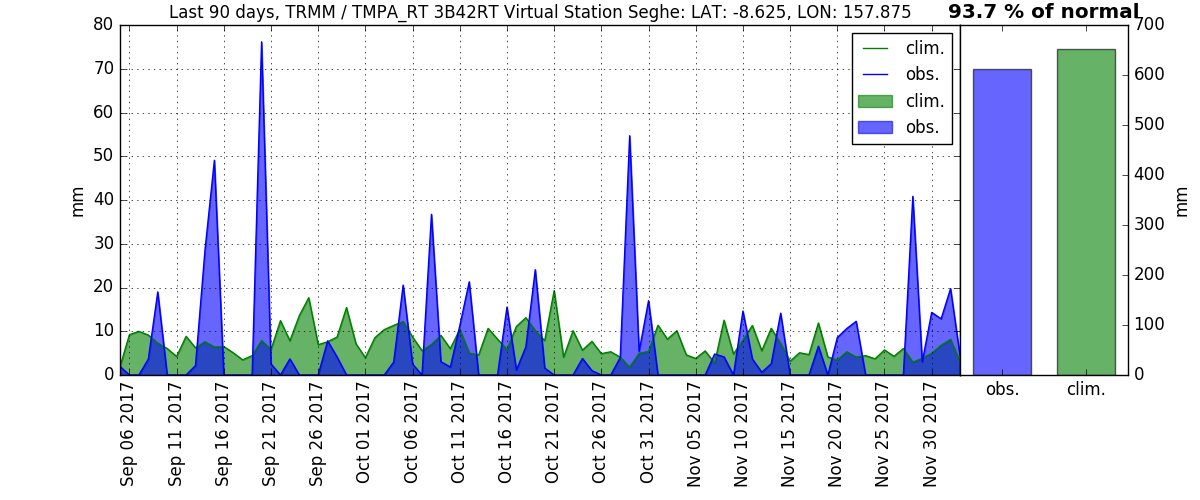 Last 90 days, TRMM / TMPA_RT 3B42RT Virtual Station Seghe: LAT: -8.625, LON: 157.875
93.7 % of normal
80
70
60
50
40
30
20
10
0
mm
clim.
obs.
clim.
obs.
700
600
500
400
300
200
100
0
mm
Sep 06 2017
Sep 11 2017
Sep 16 2017
Sep 21 2017
Sep 26 2017
Oct 01 2017
Oct 06 2017
Oct 11 2017
Oct 16 2017
Oct 21 2017
Oct 26 2017
Oct 31 2017
Nov 05 2017
Nov 10 2017
Nov 15 2017
Nov 20 2017
Nov 25 2017
Nov 30 2017
obs.
clim.